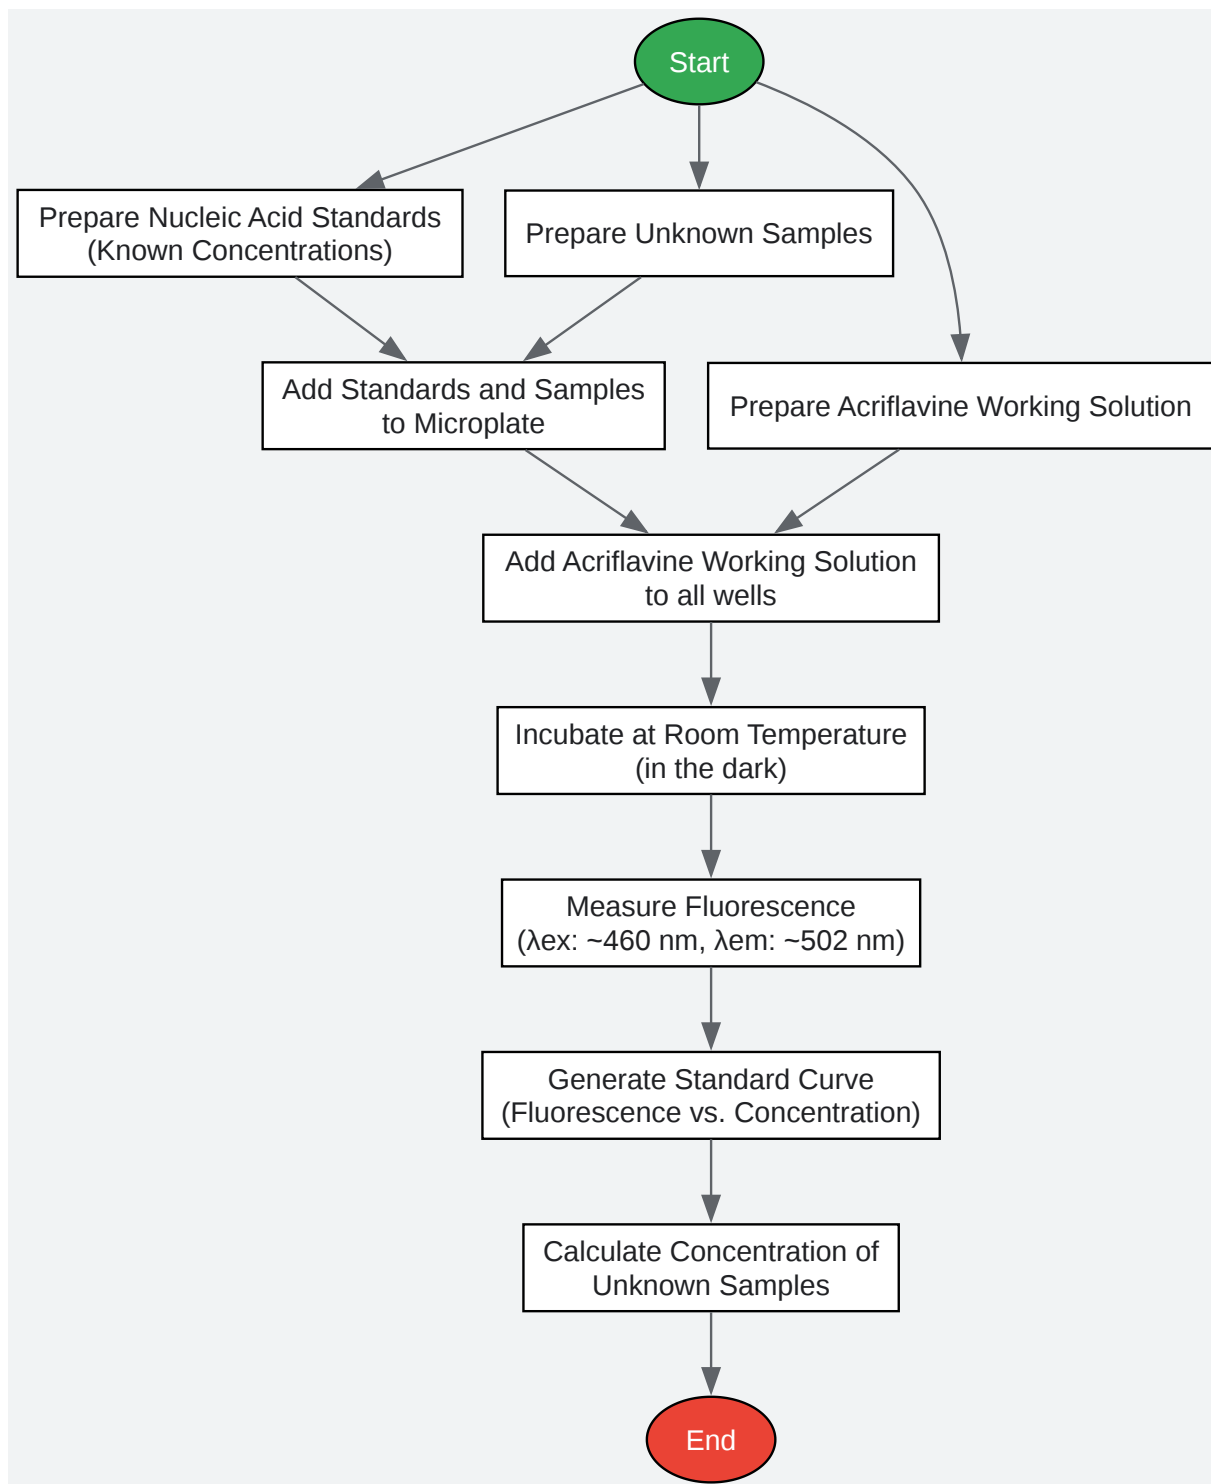 Start
Prepare Nucleic Acid Standards
(Known Concentrations)
Prepare Unknown Samples
Add Standards and Samples
to Microplate
Prepare Acriflavine Working Solution
Add Acriflavine Working Solution
to all wells
Incubate at Room Temperature
(in the dark)
Measure Fluorescence
(λex: ~460 nm, λem: ~502 nm)
Generate Standard Curve
(Fluorescence vs. Concentration)
Calculate Concentration of
Unknown Samples
End